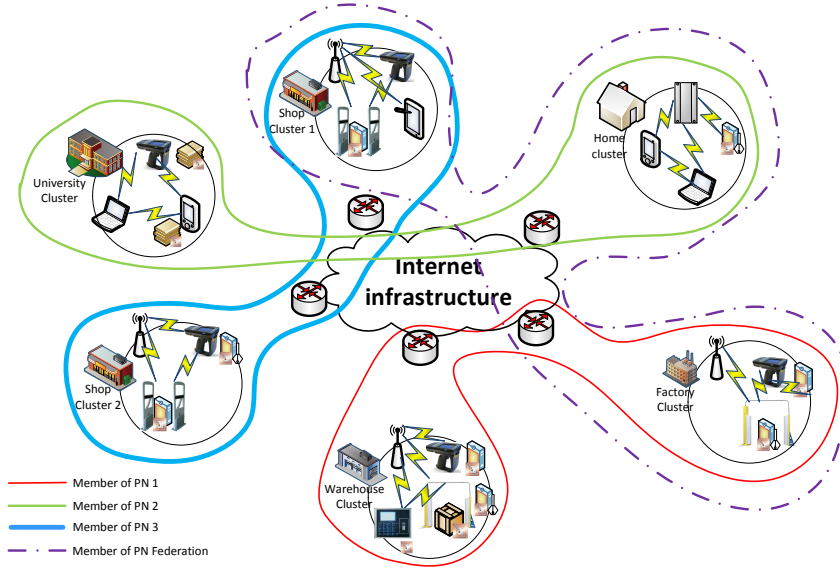 Shop
Cluster 1
Home
cluster
University
Cluster
Internet
infrastructure
Shop
Cluster 2
Factory
Cluster
Warehouse
Cluster
Member of PN 1
Member of PN 2
Member of PN 3
Member of PN Federation